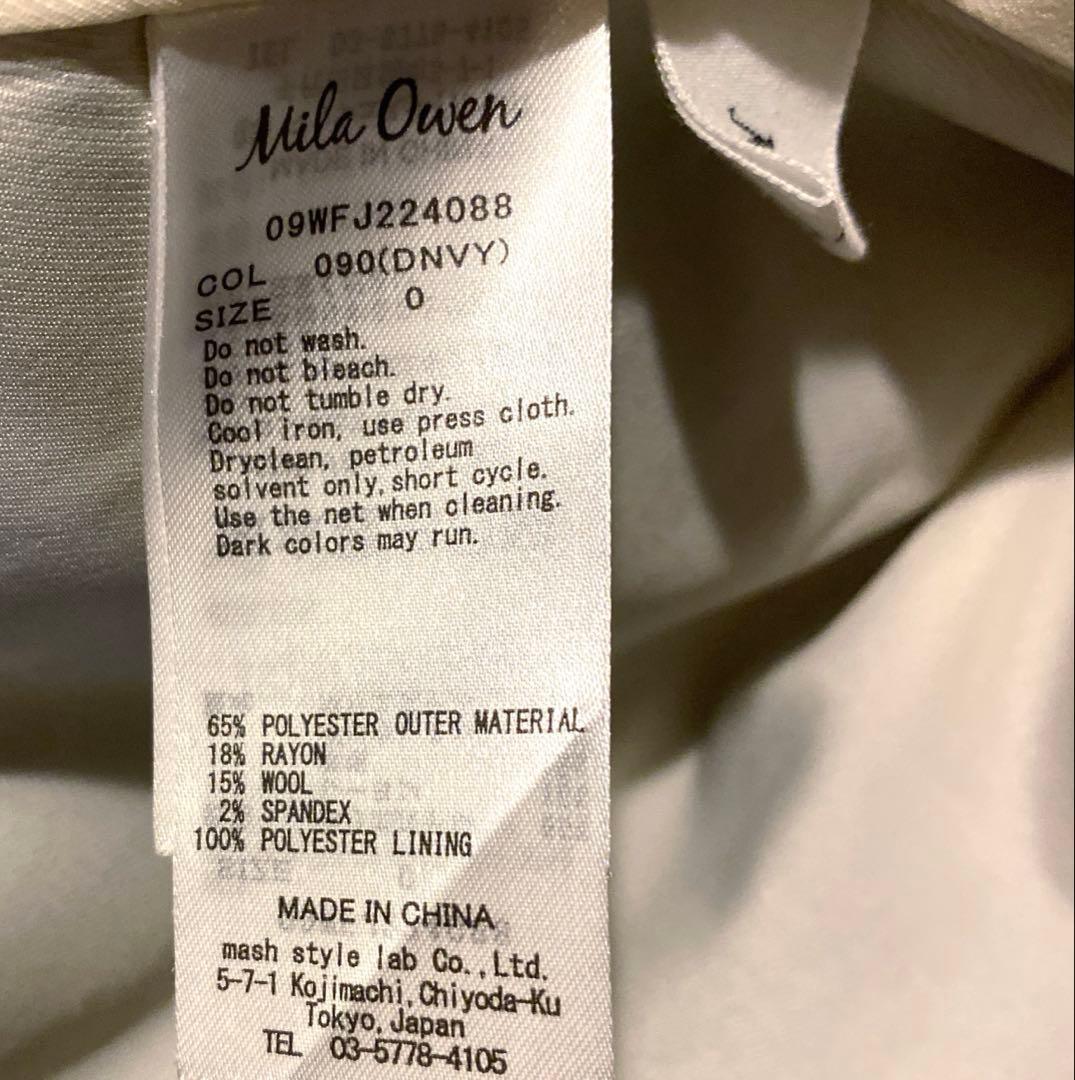 Mila Owen
09WFJ224088
COL 090(DNVY)
SIZE 0
Do not wash.
Do not bleach.
Do not tumble dry.
Cool iron, use press cloth.
Dryclean, petroleum
solvent only, short cycle.
Use the net when cleaning.
Dark colors may run.
65% POLYESTER OUTER MATERIAL
18% RAYON
15% WOOL
2% SPANDEX
100% POLYESTER LINING
MADE IN CHINA
mash style lab Co.,Ltd.
5-7-1 Kojimachi,Chiyoda-Ku
Tokyo,Japan
TEL 03-5778-4105